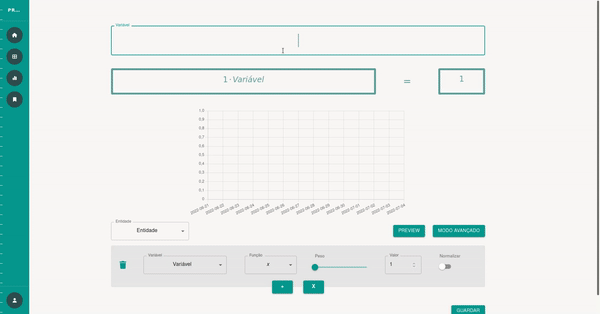 PR...
Variável
1·Variável
=
1
1,0
0,9
0,8
0,7
0,6
0,5
0,4
0,3
0,2
0,1
0
2022-06-21 2022-06-22 2022-06-23 2022-06-24 2022-06-25 2022-06-26 2022-06-27 2022-06-28 2022-06-29 2022-06-30 2022-07-01 2022-07-02 2022-07-03 2022-07-04
Entidade
Entidade
PREVIEW MODO AVANÇADO
Variável Função Peso Valor Normalizar
Variável x 1
+ X
GUARDAR